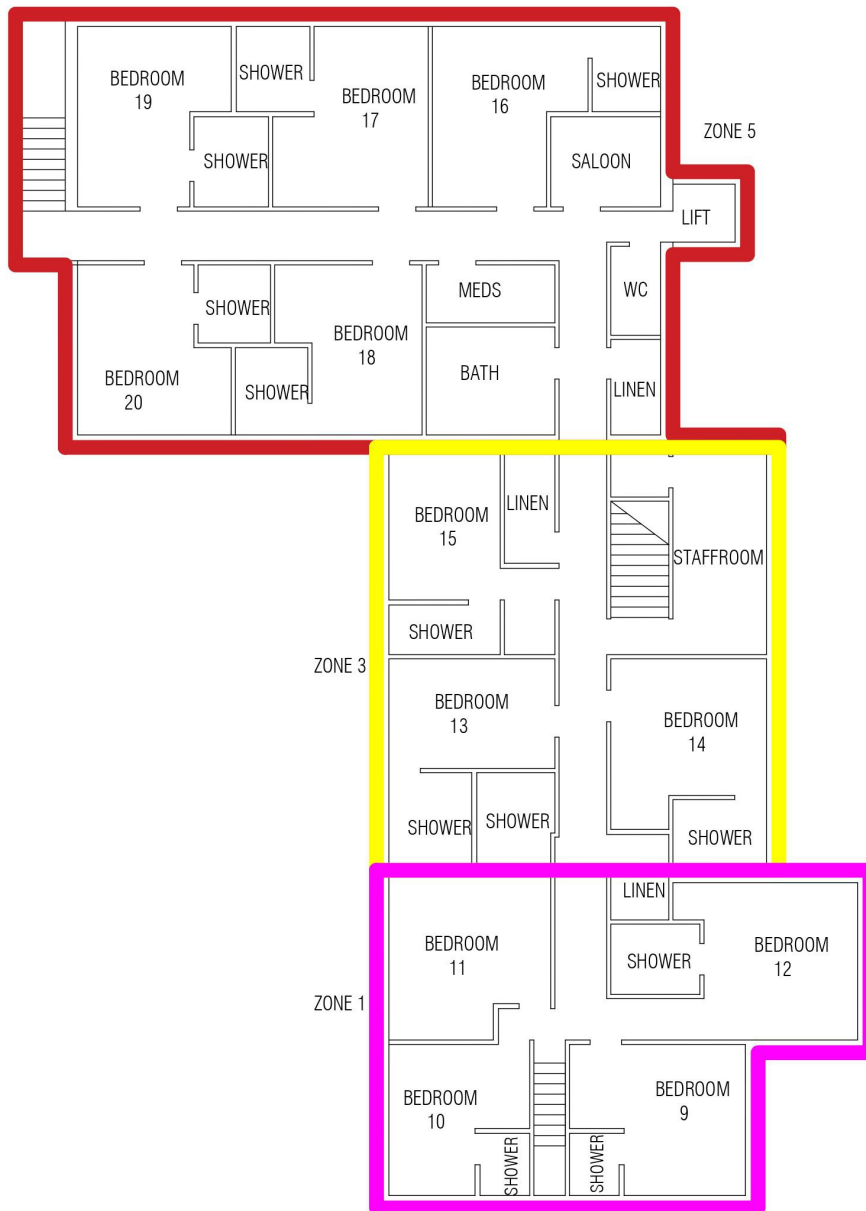 BEDROOM
19
SHOWER
BEDROOM
17
BEDROOM
16
SHOWER
ZONE 5
SHOWER
SALOON
LIFT
SHOWER
MEDS
WC
BEDROOM
18
BEDROOM
20
SHOWER
BATH
LINEN
BEDROOM
15
LINEN
STAFFROOM
SHOWER
ZONE 3
BEDROOM
13
BEDROOM
14
SHOWER
SHOWER
SHOWER
LINEN
BEDROOM
11
SHOWER
BEDROOM
12
ZONE 1
BEDROOM
10
BEDROOM
9
SHOWER
SHOWER